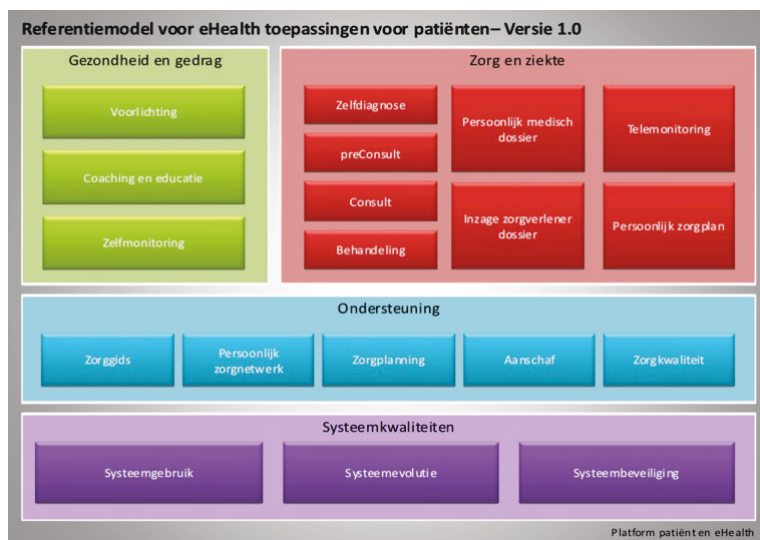 Referentiemodel voor eHealth toepassingen voor patiënten– Versie 1.0
Gezondheid en gedrag
Voorlichting
Coaching en educatie
Zelfmonitoring
Zorg en ziekte
Zelfdiagnose
preConsult
Consult
Behandeling
Persoonlijk medisch
dossier
Inzage zorgverlener
dossier
Telemonitoring
Persoonlijk zorgplan
Ondersteuning
Zorggids
Persoonlijk
zorgnetwerk
Zorgplanning
Aanschaf
Zorgkwaliteit
Systeemkwaliteiten
Systeemgebruik
Systeemevolutie
Systeembeveiliging
Platform patiënt en eHealth